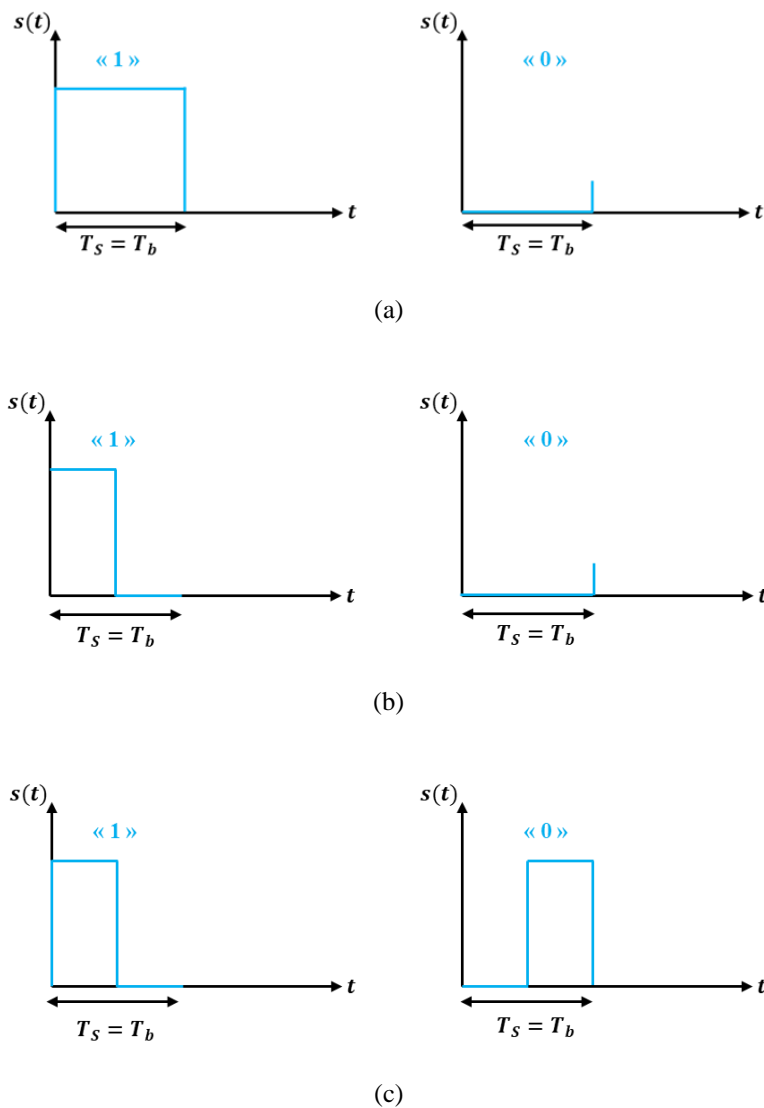 s(t) s(t)
« 1 » « 0 »
t t
T_S = T_b T_S = T_b
(a)
s(t) s(t)
« 1 » « 0 »
t t
T_S = T_b T_S = T_b
(b)
s(t) s(t)
« 1 » « 0 »
t t
T_S = T_b T_S = T_b
(c)